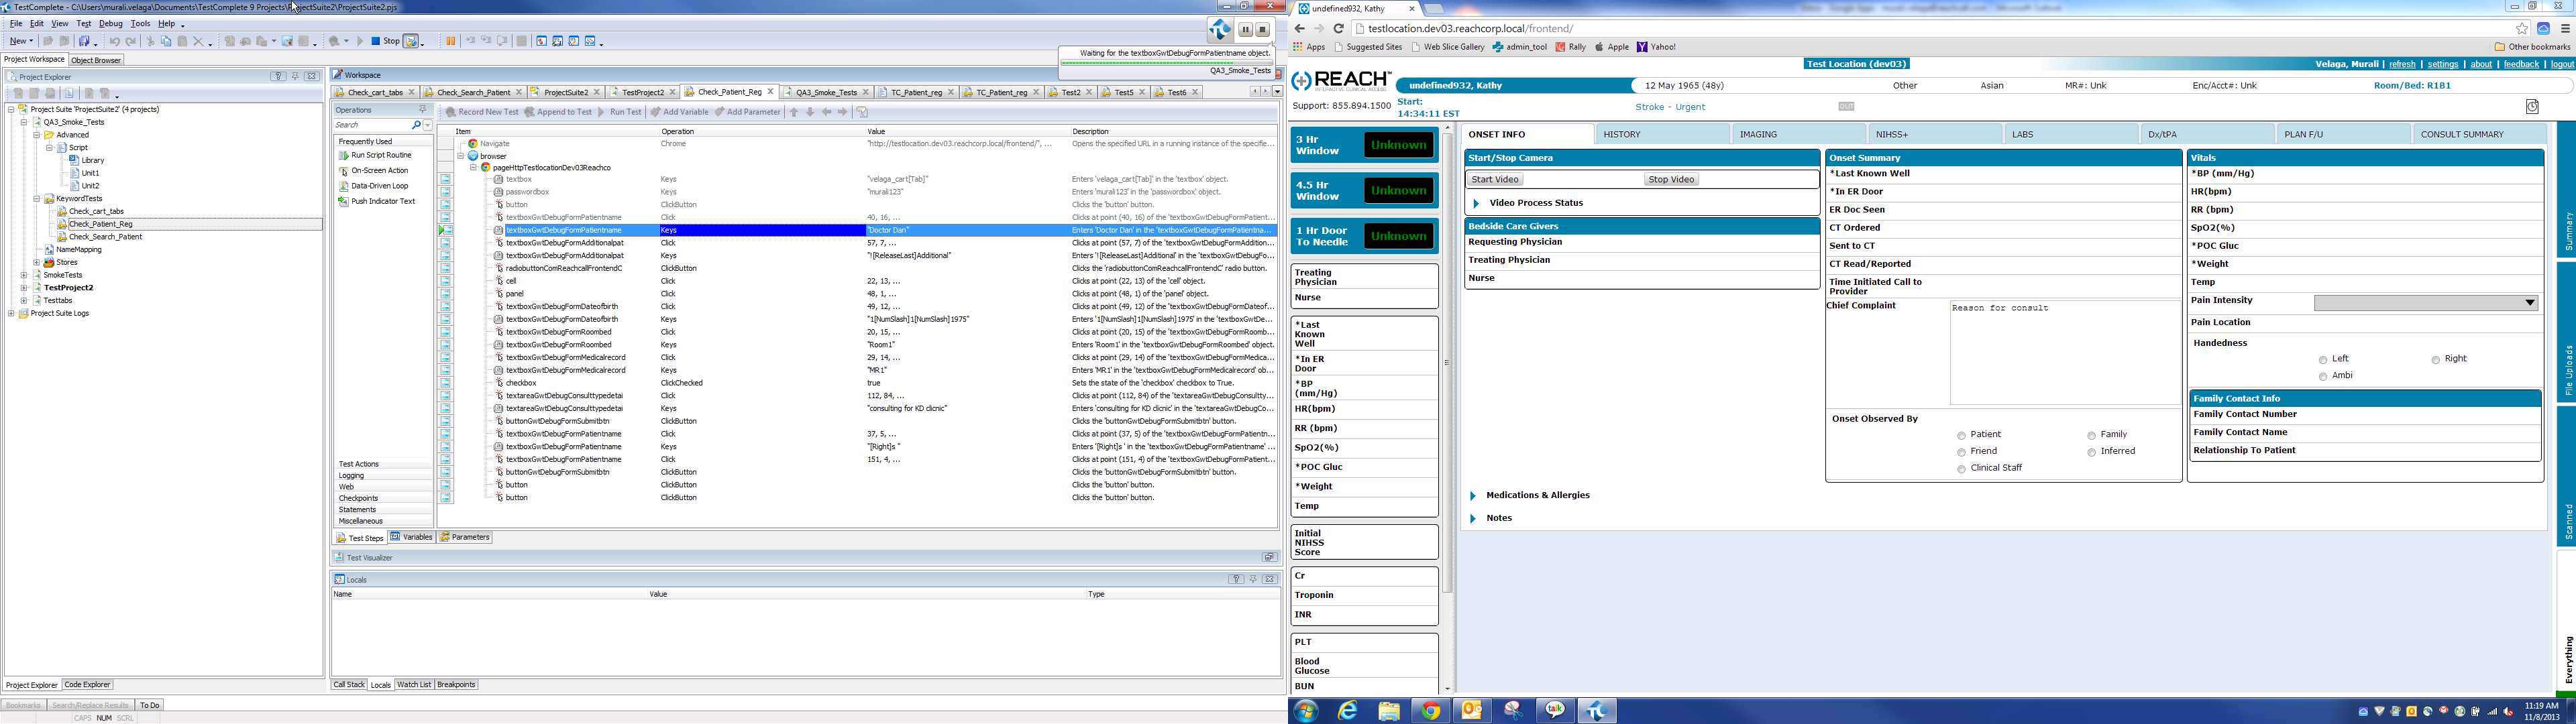 TestComplete - C:\Users\murali.velaga\Documents\TestComplete 9 Projects\ProjectSuite2\ProjectSuite2.pjs
File Edit View Test Debug Tools Help
New Stop
Waiting for the textboxGwtDebugFormPatientname object.
QA3_Smoke_Tests
Project Workspace Object Browser
Project Explorer
Project Suite 'ProjectSuite2' (4 projects)
QA3_Smoke_Tests
Advanced
Script
Library
Unit1
Unit2
KeywordTests
Check_cart_tabs
Check_Patient_Reg
Check_Search_Patient
NameMapping
Stores
SmokeTests
TestProject2
Testtabs
Project Suite Logs
Project Explorer Code Explorer
Bookmarks Search/Replace Results To Do
CAPS NUM SCRL
Workspace
Check_cart_tabs Check_Search_Patient ProjectSuite2 TestProject2 Check_Patient_Reg QA3_Smoke_Tests TC_Patient_reg TC_Patient_reg Test2 Test5 Test6
Operations
Search
Frequently Used
Run Script Routine
On-Screen Action
Data-Driven Loop
Push Indicator Text
Test Actions
Logging
Web
Checkpoints
Statements
Miscellaneous
Record New Test Append to Test Run Test Add Variable Add Parameter
Item Operation Value Description
Navigate Chrome "http://testlocation.dev03.reachcorp.local/frontend/", ... Opens the specified URL in a running instance of the specifie...
browser
pageHttpTestlocationDev03Reachco
textbox Keys "velaga_cart[Tab]" Enters 'velaga_cart[Tab]' in the 'textbox' object.
passwordbox Keys "murali123" Enters 'murali123' in the 'passwordbox' object.
button ClickButton Clicks the 'button' button.
textboxGwtDebugFormPatientname Click 40, 16, ... Clicks at point (40, 16) of the 'textboxGwtDebugFormPatient...
textboxGwtDebugFormPatientname Keys "Doctor Dan" Enters 'Doctor Dan' in the 'textboxGwtDebugFormPatientna...
textboxGwtDebugFormAdditionalpat Click 57, 7, ... Clicks at point (57, 7) of the 'textboxGwtDebugFormAddition...
textboxGwtDebugFormAdditionalpat Keys "![ReleaseLast]Additional" Enters '![ReleaseLast]Additional' in the 'textboxGwtDebugFor...
radiobuttonComReachcallFrontendC ClickButton Clicks the 'radiobuttonComReachcallFrontendC' radio button.
cell Click 22, 13, ... Clicks at point (22, 13) of the 'cell' object.
panel Click 48, 1, ... Clicks at point (48, 1) of the 'panel' object.
textboxGwtDebugFormDateofbirth Click 49, 12, ... Clicks at point (49, 12) of the 'textboxGwtDebugFormDateof...
textboxGwtDebugFormDateofbirth Keys "1[NumSlash]1[NumSlash]1975" Enters '1[NumSlash]1[NumSlash]1975' in the 'textboxGwtDe...
textboxGwtDebugFormRoombed Click 20, 15, ... Clicks at point (20, 15) of the 'textboxGwtDebugFormRoomb...
textboxGwtDebugFormRoombed Keys "Room1" Enters 'Room1' in the 'textboxGwtDebugFormRoombed' object.
textboxGwtDebugFormMedicalrecord Click 29, 14, ... Clicks at point (29, 14) of the 'textboxGwtDebugFormMedica...
textboxGwtDebugFormMedicalrecord Keys "MR1" Enters 'MR1' in the 'textboxGwtDebugFormMedicalrecord' ob...
checkbox ClickChecked true Sets the state of the 'checkbox' checkbox to True.
textareaGwtDebugConsulttypedetai Click 112, 84, ... Clicks at point (112, 84) of the 'textareaGwtDebugConsultty...
textareaGwtDebugConsulttypedetai Keys "consulting for KD clicnic" Enters 'consulting for KD clicnic' in the 'textareaGwtDebugCo...
buttonGwtDebugFormSubmitbtn ClickButton Clicks the 'buttonGwtDebugFormSubmitbtn' button.
textboxGwtDebugFormPatientname Click 37, 5, ... Clicks at point (37, 5) of the 'textboxGwtDebugFormPatientn...
textboxGwtDebugFormPatientname Keys "[Right]s " Enters '[Right]s ' in the 'textboxGwtDebugFormPatientname' ...
textboxGwtDebugFormPatientname Click 151, 4, ... Clicks at point (151, 4) of the 'textboxGwtDebugFormPatient...
buttonGwtDebugFormSubmitbtn ClickButton Clicks the 'buttonGwtDebugFormSubmitbtn' button.
button ClickButton Clicks the 'button' button.
button ClickButton Clicks the 'button' button.
Test Steps Variables Parameters
Test Visualizer
Locals
Name Value Type
Call Stack Locals Watch List Breakpoints
undefined932, Kathy
testlocation.dev03.reachcorp.local/frontend/
Apps Suggested Sites Web Slice Gallery admin_tool Rally Apple Yahoo! Other bookmarks
Test Location (dev03) Velaga, Murali | refresh | settings | about | feedback | logout
REACH™
Support: 855.894.1500
undefined932, Kathy 12 May 1965 (48y) Other Asian MR#: Unk Enc/Acct#: Unk Room/Bed: R1B1
Start:
14:34:11 EST
Stroke - Urgent OUT
3 Hr Window Unknown
4.5 Hr Window Unknown
1 Hr Door To Needle Unknown
Treating Physician
Nurse
*Last Known Well
*In ER Door
*BP (mm/Hg)
HR(bpm)
RR (bpm)
SpO2(%)
*POC Gluc
*Weight
Temp
Initial NIHSS Score
Cr
Troponin
INR
PLT
Blood Glucose
BUN
ONSET INFO HISTORY IMAGING NIHSS+ LABS Dx/tPA PLAN F/U CONSULT SUMMARY
Start/Stop Camera
Start Video Stop Video
Video Process Status
Bedside Care Givers
Requesting Physician
Treating Physician
Nurse
Onset Summary
*Last Known Well
*In ER Door
ER Doc Seen
CT Ordered
Sent to CT
CT Read/Reported
Time Initiated Call to Provider
Chief Complaint Reason for consult
Onset Observed By
Patient Family
Friend Inferred
Clinical Staff
Vitals
*BP (mm/Hg)
HR(bpm)
RR (bpm)
SpO2(%)
*POC Gluc
*Weight
Temp
Pain Intensity
Pain Location
Handedness
Left Right
Ambi
Family Contact Info
Family Contact Number
Family Contact Name
Relationship To Patient
Medications & Allergies
Notes
Summary
File Uploads
Scanned
Everything
talk
11:19 AM
11/8/2013